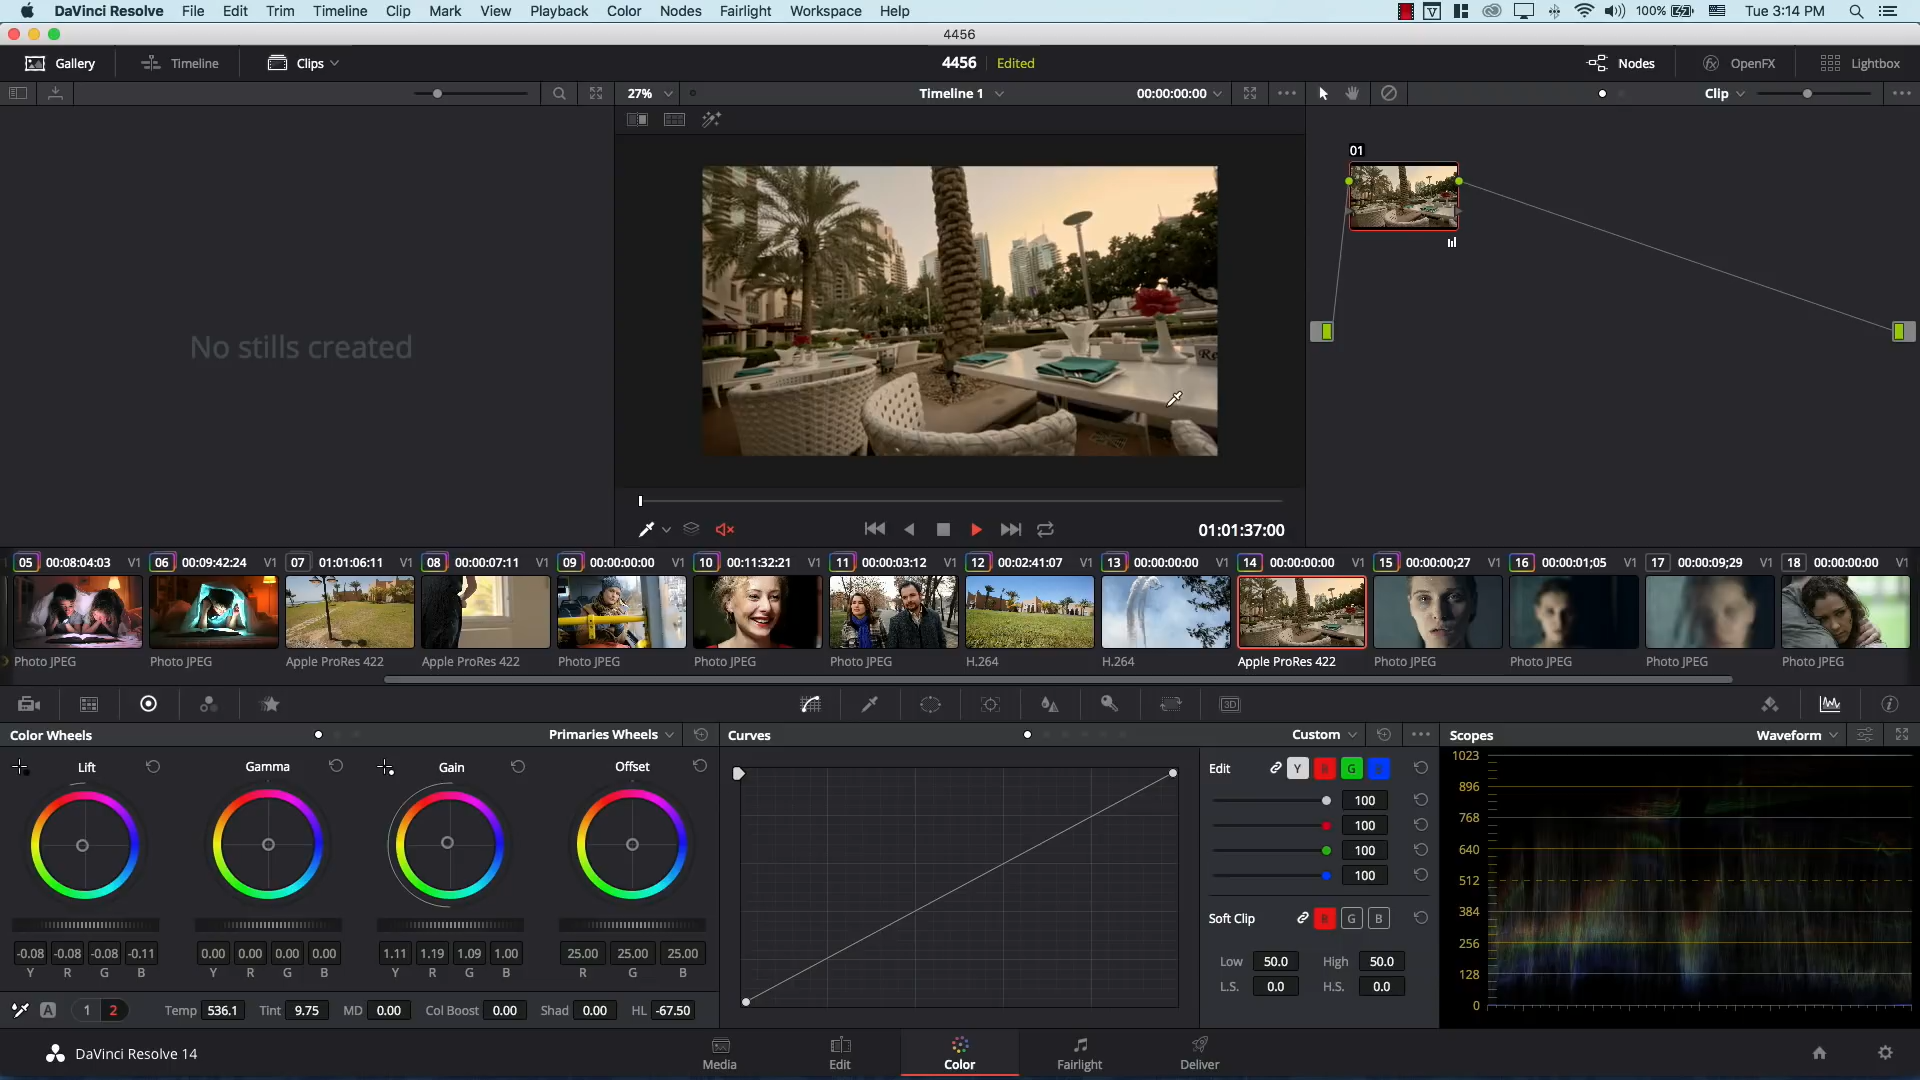 DaVinci Resolve File Edit Trim Timeline Clip Mark View Playback Color Nodes Fairlight Workspace Help 100% Tue 3:14 PM
4456
Gallery Timeline Clips 4456 Edited Nodes OpenFX Lightbox
27% Timeline 1 00:00:00:00 Clip
01
No stills created
01:01:37:00
05 00:08:04:03 V1 06 00:09:42:24 V1 07 01:01:06:11 V1 08 00:00:07:11 V1 09 00:00:00:00 V1 10 00:11:32:21 V1 11 00:00:03:12 V1 12 00:02:41:07 V1 13 00:00:00:00 V1 14 00:00:00:00 V1 15 00:00:00;27 V1 16 00:00:01;05 V1 17 00:00:09;29 V1 18 00:00:00:00 V1
Photo JPEG Photo JPEG Apple ProRes 422 Apple ProRes 422 Photo JPEG Photo JPEG Photo JPEG H.264 H.264 Apple ProRes 422 Photo JPEG Photo JPEG Photo JPEG Photo JPEG
3D
Color Wheels Primaries Wheels Curves Custom Scopes Waveform
Lift Gamma Gain Offset
-0.08 -0.08 -0.08 -0.11 0.00 0.00 0.00 0.00 1.11 1.19 1.09 1.00 25.00 25.00 25.00
Y R G B Y R G B Y R G B R G B
A 1 2 Temp 536.1 Tint 9.75 MD 0.00 Col Boost 0.00 Shad 0.00 HL -67.50
Edit Y R G B
100
100
100
100
Soft Clip R G B
Low 50.0 High 50.0
L.S. 0.0 H.S. 0.0
1023
896
768
640
512
384
256
128
0
DaVinci Resolve 14 Media Edit Color Fairlight Deliver